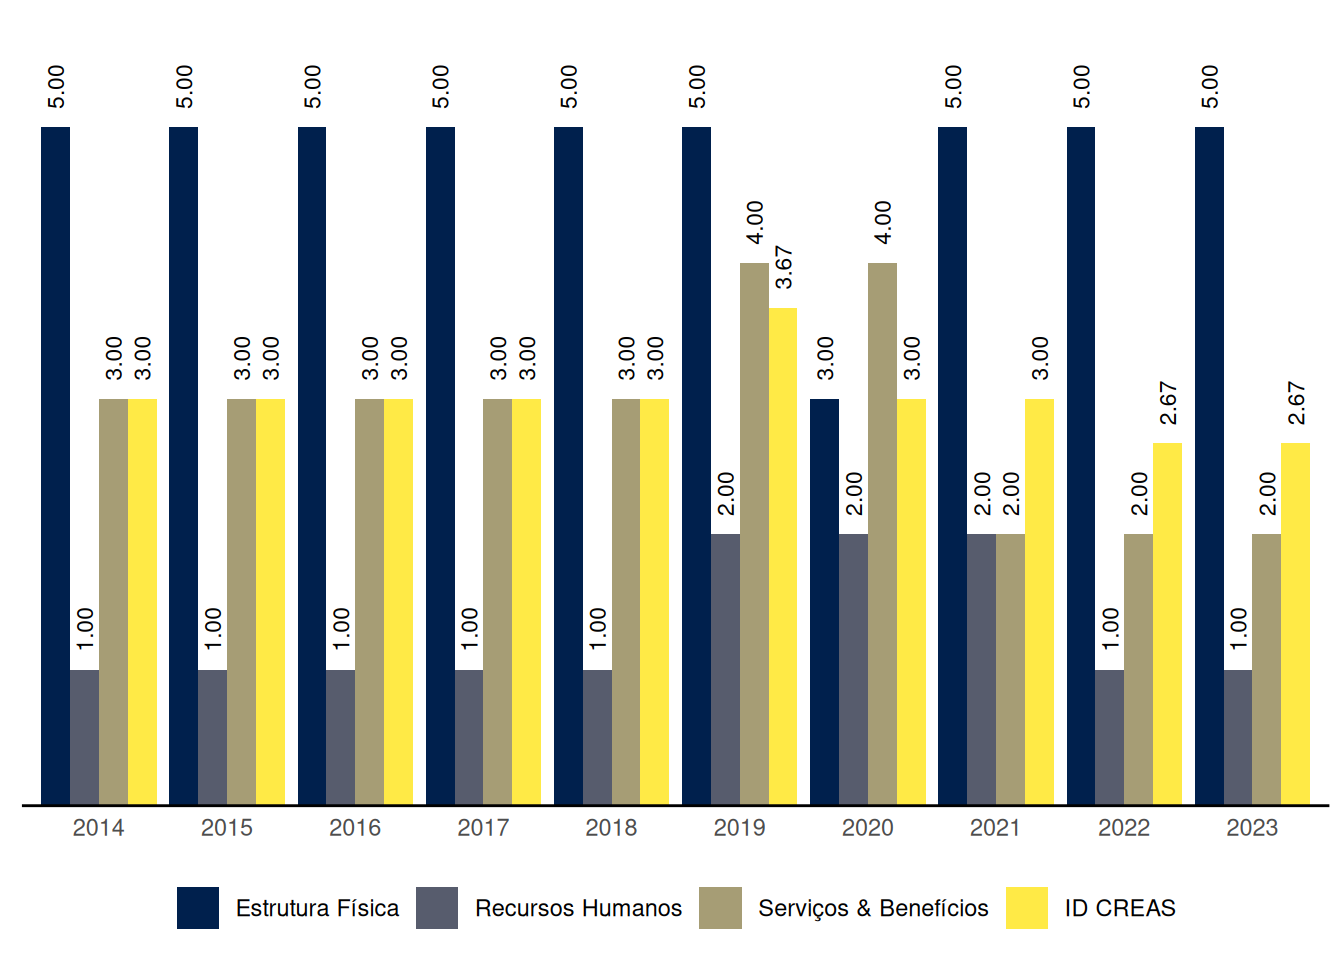 5.00 5.00 5.00 5.00 5.00 5.00 5.00 5.00 5.00
4.00 4.00
3.67
3.00 3.00 3.00 3.00 3.00 3.00 3.00 3.00 3.00 3.00 3.00 3.00 3.00
2.67 2.67
2.00 2.00 2.00 2.00 2.00 2.00
1.00 1.00 1.00 1.00 1.00 1.00 1.00
2014 2015 2016 2017 2018 2019 2020 2021 2022 2023
Estrutura Física Recursos Humanos Serviços & Benefícios ID CREAS